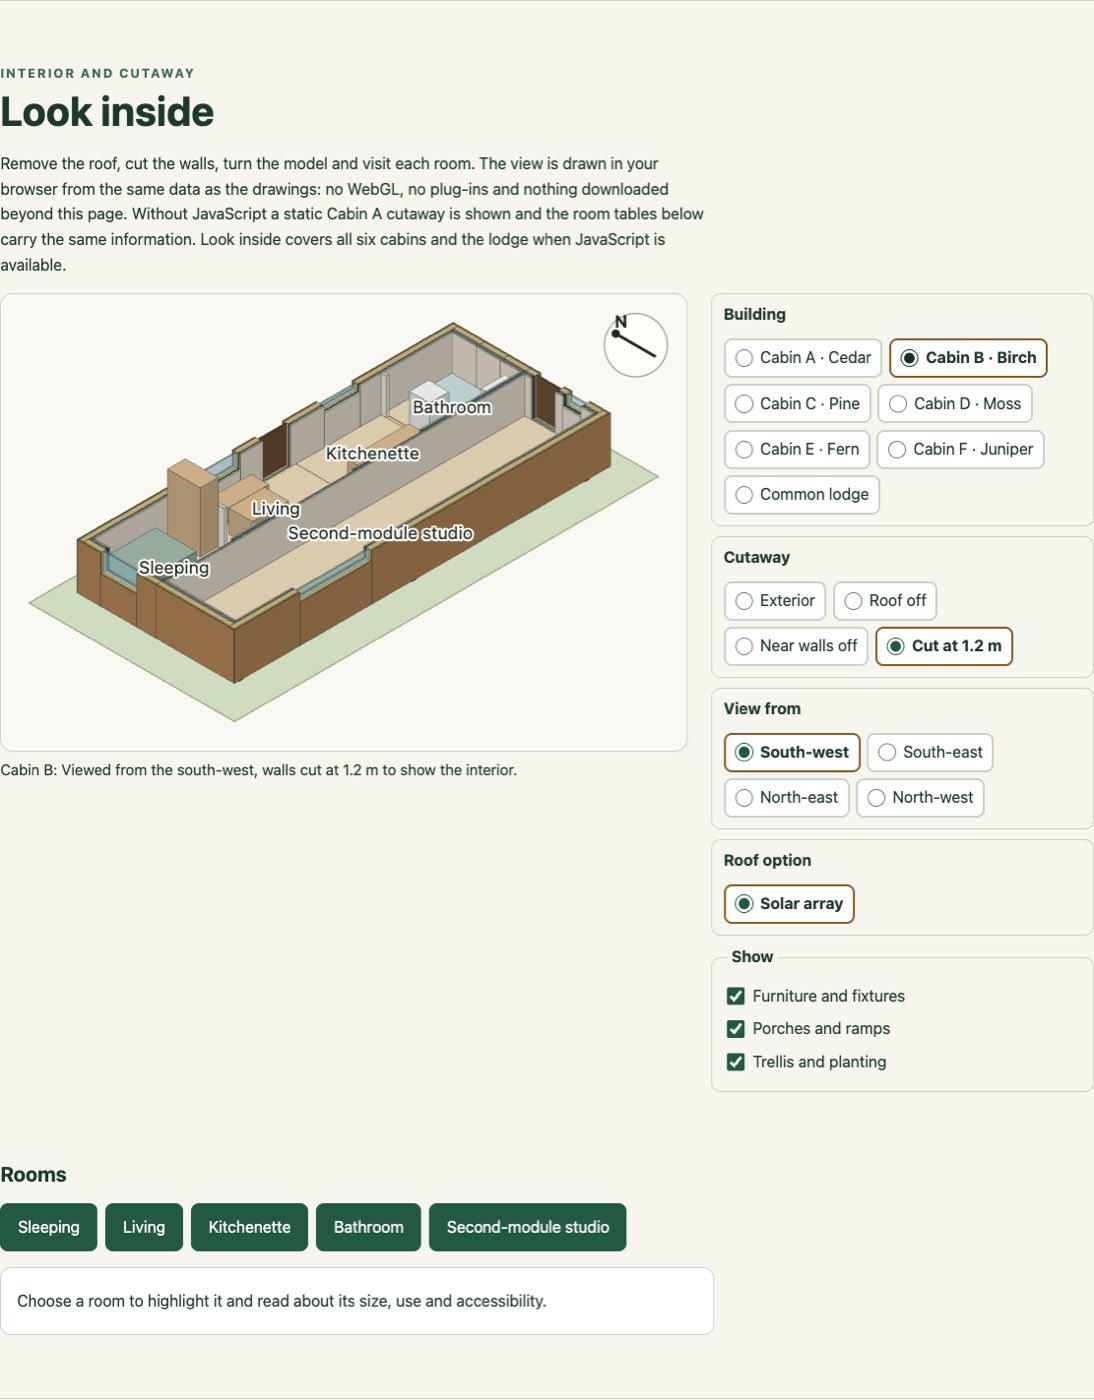 INTERIOR AND CUTAWAY
Look inside
Remove the roof, cut the walls, turn the model and visit each room. The view is drawn in your
browser from the same data as the drawings: no WebGL, no plug-ins and nothing downloaded
beyond this page. Without JavaScript a static Cabin A cutaway is shown and the room tables below
carry the same information. Look inside covers all six cabins and the lodge when JavaScript is
available.
N
Bathroom
Kitchenette
Living
Second-module studio
Sleeping
Cabin B: Viewed from the south-west, walls cut at 1.2 m to show the interior.
Building
Cabin A · Cedar
Cabin B · Birch
Cabin C · Pine
Cabin D · Moss
Cabin E · Fern
Cabin F · Juniper
Common lodge
Cutaway
Exterior
Roof off
Near walls off
Cut at 1.2 m
View from
South-west
South-east
North-east
North-west
Roof option
Solar array
Show
Furniture and fixtures
Porches and ramps
Trellis and planting
Rooms
Sleeping
Living
Kitchenette
Bathroom
Second-module studio
Choose a room to highlight it and read about its size, use and accessibility.